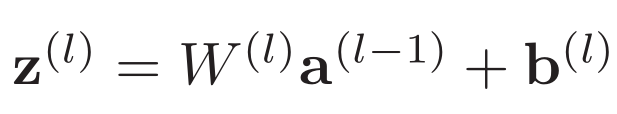 𝐳^{(l)} = W^{(l)}𝐚^{(l−1)} + 𝐛^{(l)}